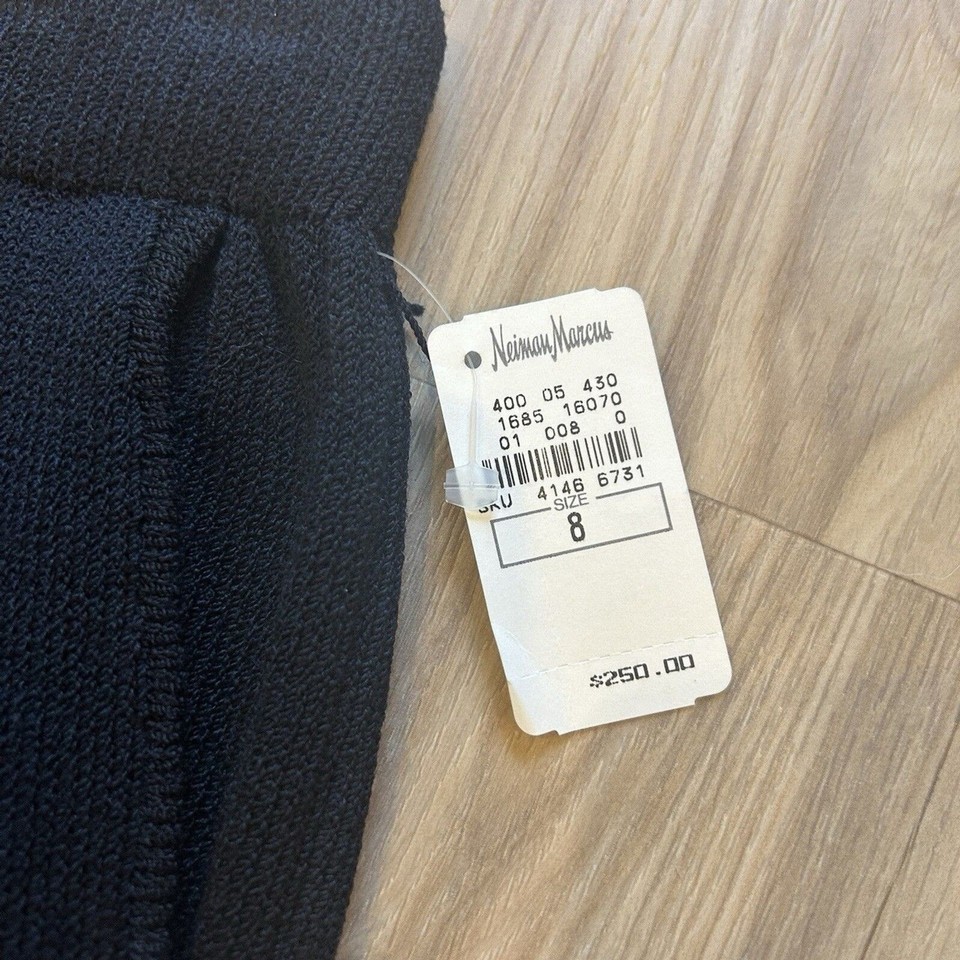 Neiman Marcus
400 05 430
1685 16070
01 008 0
SKU 4146 6731
SIZE
8
$250.00